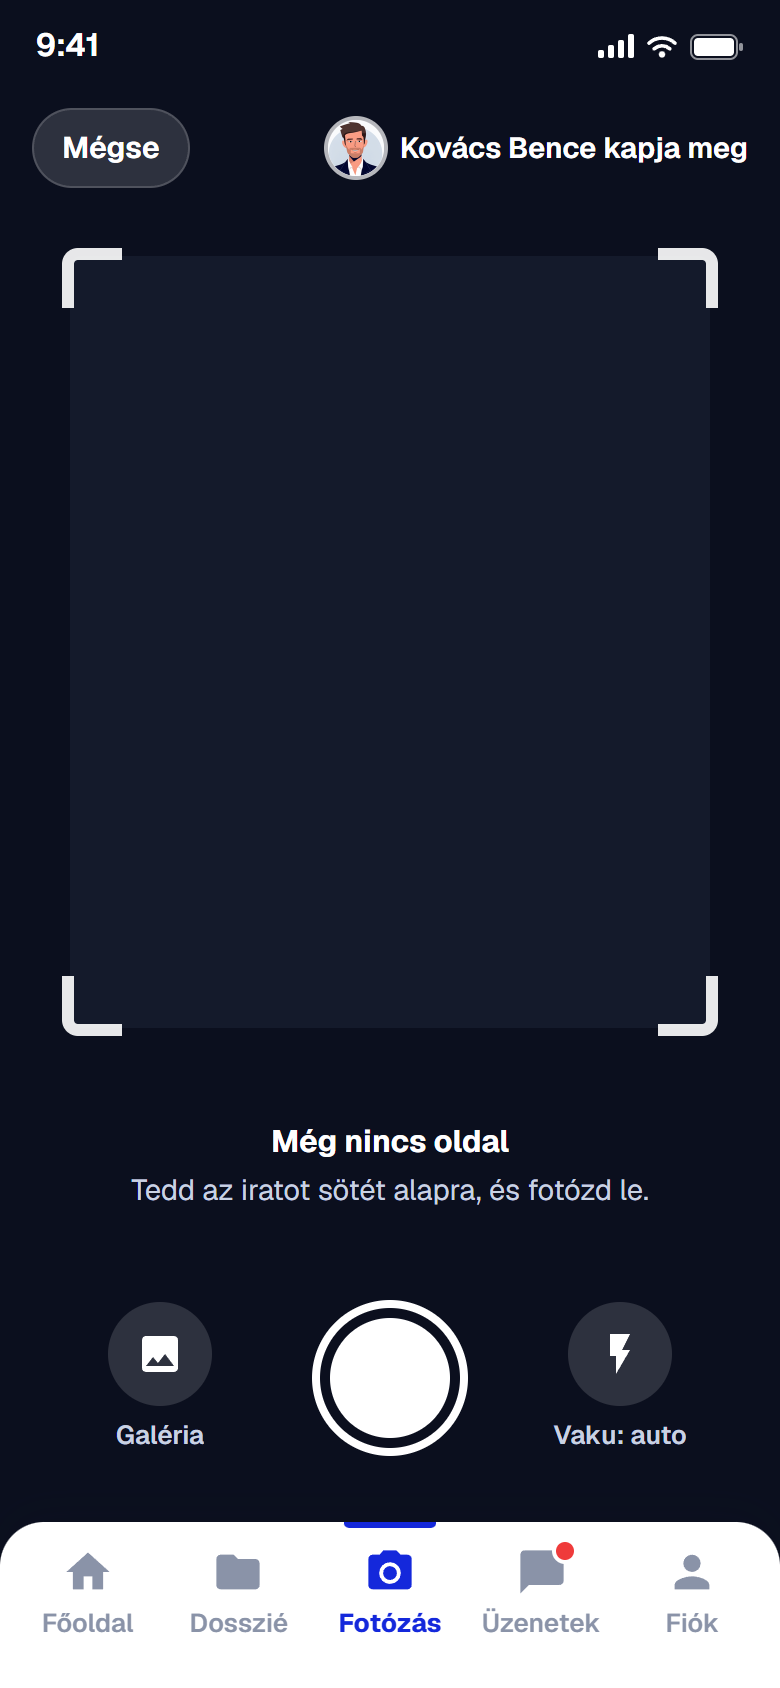 9:41
Mégse
Kovács Bence kapja meg
Még nincs oldal
Tedd az iratot sötét alapra, és fotózd le.
Galéria
Vaku: auto
Főoldal
Dosszié
Fotózás
Üzenetek
Fiók